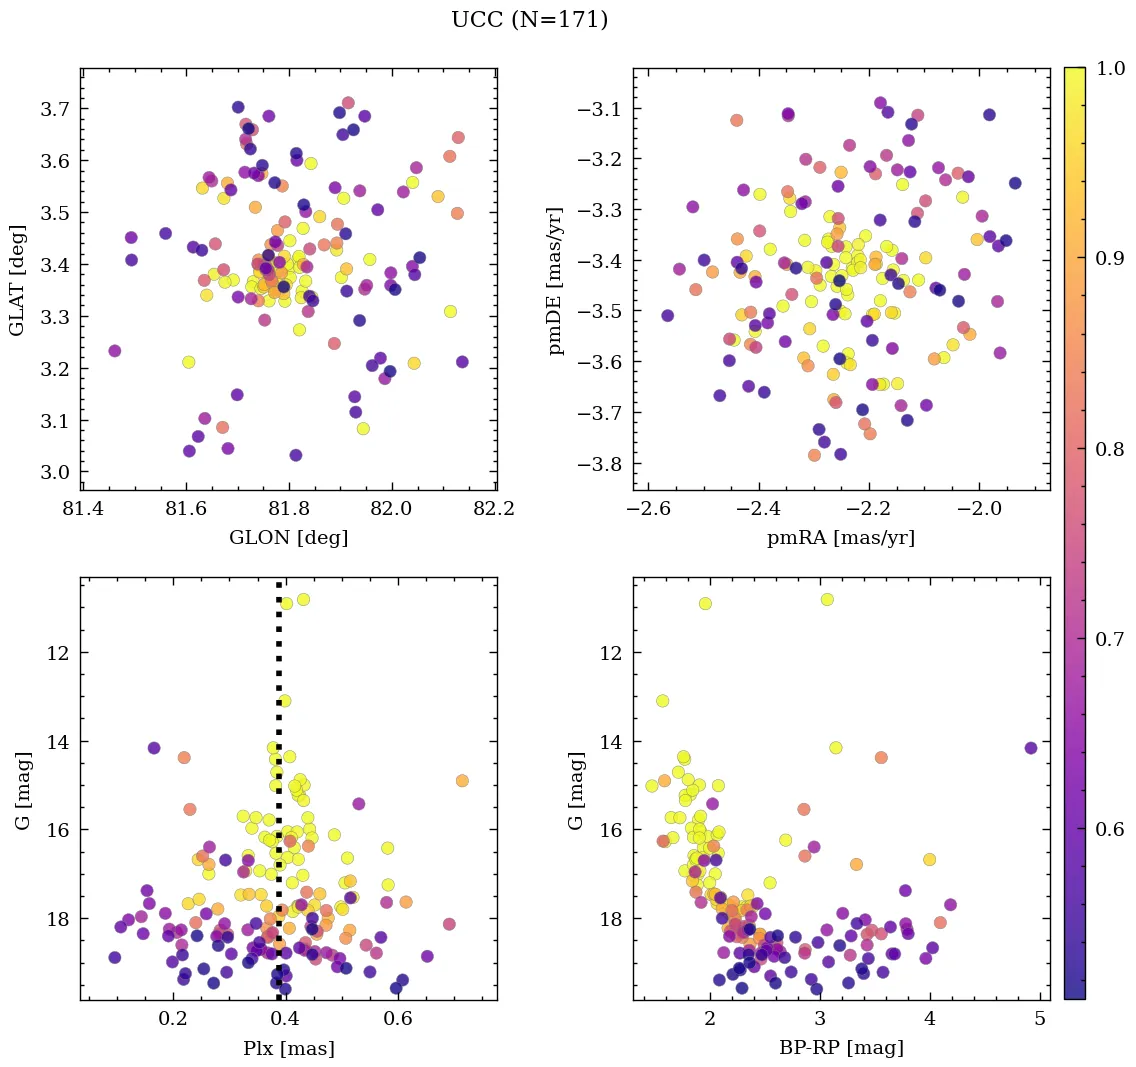 UCC (N=171)
3.7
3.6
3.5
3.4
3.3
3.2
3.1
3.0
GLAT [deg]
81.4 81.6 81.8 82.0 82.2
GLON [deg]
−3.1
−3.2
−3.3
−3.4
−3.5
−3.6
−3.7
−3.8
pmDE [mas/yr]
−2.6 −2.4 −2.2 −2.0
pmRA [mas/yr]
1.0
0.9
0.8
0.7
0.6
12
14
16
18
G [mag]
0.2 0.4 0.6
Plx [mas]
12
14
16
18
G [mag]
2 3 4 5
BP-RP [mag]